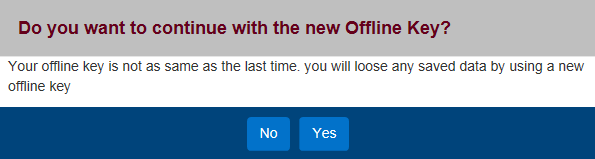 Do you want to continue with the new Offline Key?
Your offline key is not as same as the last time. you will loose any saved data by using a new
offline key
No Yes